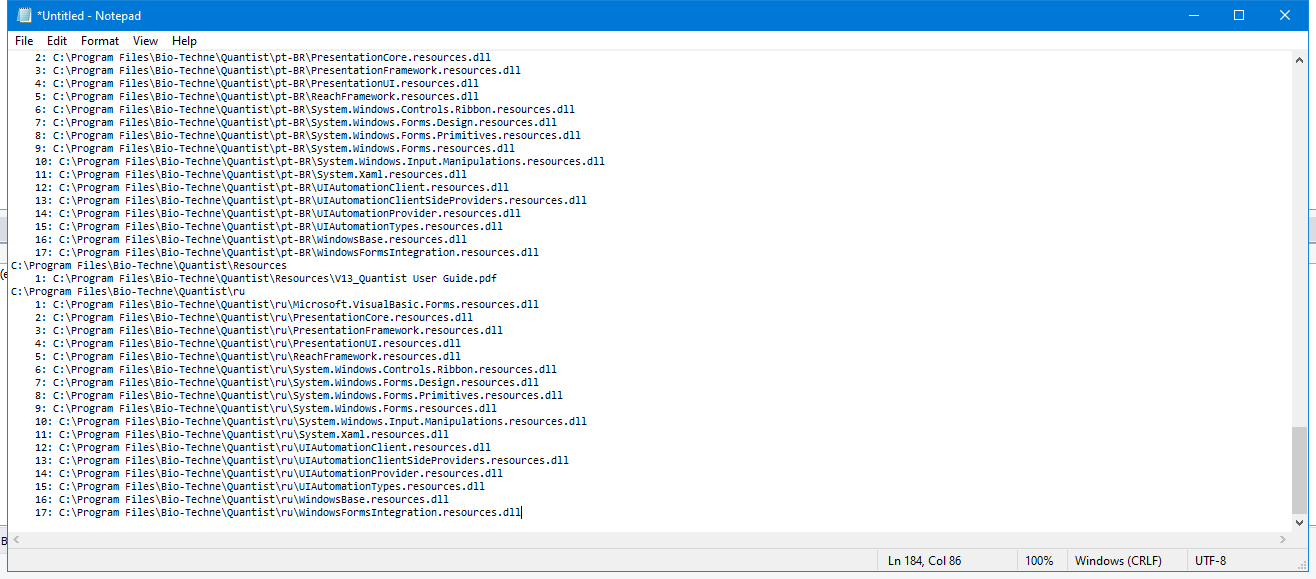 *Untitled - Notepad
File Edit Format View Help
2: C:\Program Files\Bio-Techne\Quantist\pt-BR\PresentationCore.resources.dll
3: C:\Program Files\Bio-Techne\Quantist\pt-BR\PresentationFramework.resources.dll
4: C:\Program Files\Bio-Techne\Quantist\pt-BR\PresentationUI.resources.dll
5: C:\Program Files\Bio-Techne\Quantist\pt-BR\ReachFramework.resources.dll
6: C:\Program Files\Bio-Techne\Quantist\pt-BR\System.Windows.Controls.Ribbon.resources.dll
7: C:\Program Files\Bio-Techne\Quantist\pt-BR\System.Windows.Forms.Design.resources.dll
8: C:\Program Files\Bio-Techne\Quantist\pt-BR\System.Windows.Forms.Primitives.resources.dll
9: C:\Program Files\Bio-Techne\Quantist\pt-BR\System.Windows.Forms.resources.dll
10: C:\Program Files\Bio-Techne\Quantist\pt-BR\System.Windows.Input.Manipulations.resources.dll
11: C:\Program Files\Bio-Techne\Quantist\pt-BR\System.Xaml.resources.dll
12: C:\Program Files\Bio-Techne\Quantist\pt-BR\UIAutomationClient.resources.dll
13: C:\Program Files\Bio-Techne\Quantist\pt-BR\UIAutomationClientSideProviders.resources.dll
14: C:\Program Files\Bio-Techne\Quantist\pt-BR\UIAutomationProvider.resources.dll
15: C:\Program Files\Bio-Techne\Quantist\pt-BR\UIAutomationTypes.resources.dll
16: C:\Program Files\Bio-Techne\Quantist\pt-BR\WindowsBase.resources.dll
17: C:\Program Files\Bio-Techne\Quantist\pt-BR\WindowsFormsIntegration.resources.dll
C:\Program Files\Bio-Techne\Quantist\Resources
1: C:\Program Files\Bio-Techne\Quantist\Resources\V13_Quantist User Guide.pdf
C:\Program Files\Bio-Techne\Quantist\ru
1: C:\Program Files\Bio-Techne\Quantist\ru\Microsoft.VisualBasic.Forms.resources.dll
2: C:\Program Files\Bio-Techne\Quantist\ru\PresentationCore.resources.dll
3: C:\Program Files\Bio-Techne\Quantist\ru\PresentationFramework.resources.dll
4: C:\Program Files\Bio-Techne\Quantist\ru\PresentationUI.resources.dll
5: C:\Program Files\Bio-Techne\Quantist\ru\ReachFramework.resources.dll
6: C:\Program Files\Bio-Techne\Quantist\ru\System.Windows.Controls.Ribbon.resources.dll
7: C:\Program Files\Bio-Techne\Quantist\ru\System.Windows.Forms.Design.resources.dll
8: C:\Program Files\Bio-Techne\Quantist\ru\System.Windows.Forms.Primitives.resources.dll
9: C:\Program Files\Bio-Techne\Quantist\ru\System.Windows.Forms.resources.dll
10: C:\Program Files\Bio-Techne\Quantist\ru\System.Windows.Input.Manipulations.resources.dll
11: C:\Program Files\Bio-Techne\Quantist\ru\System.Xaml.resources.dll
12: C:\Program Files\Bio-Techne\Quantist\ru\UIAutomationClient.resources.dll
13: C:\Program Files\Bio-Techne\Quantist\ru\UIAutomationClientSideProviders.resources.dll
14: C:\Program Files\Bio-Techne\Quantist\ru\UIAutomationProvider.resources.dll
15: C:\Program Files\Bio-Techne\Quantist\ru\UIAutomationTypes.resources.dll
16: C:\Program Files\Bio-Techne\Quantist\ru\WindowsBase.resources.dll
17: C:\Program Files\Bio-Techne\Quantist\ru\WindowsFormsIntegration.resources.dll
Ln 184, Col 86 100% Windows (CRLF) UTF-8